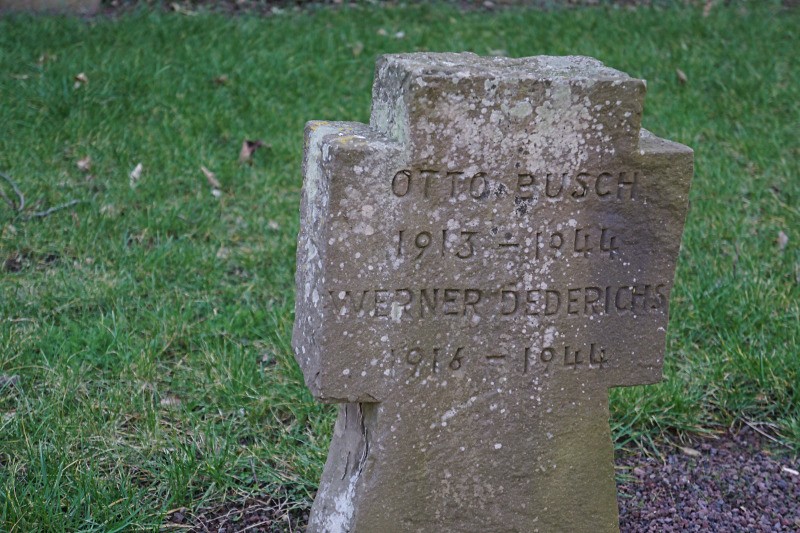 OTTO BUSCH
1913 - 1944
WERNER DEDERICHS
1916 - 1944